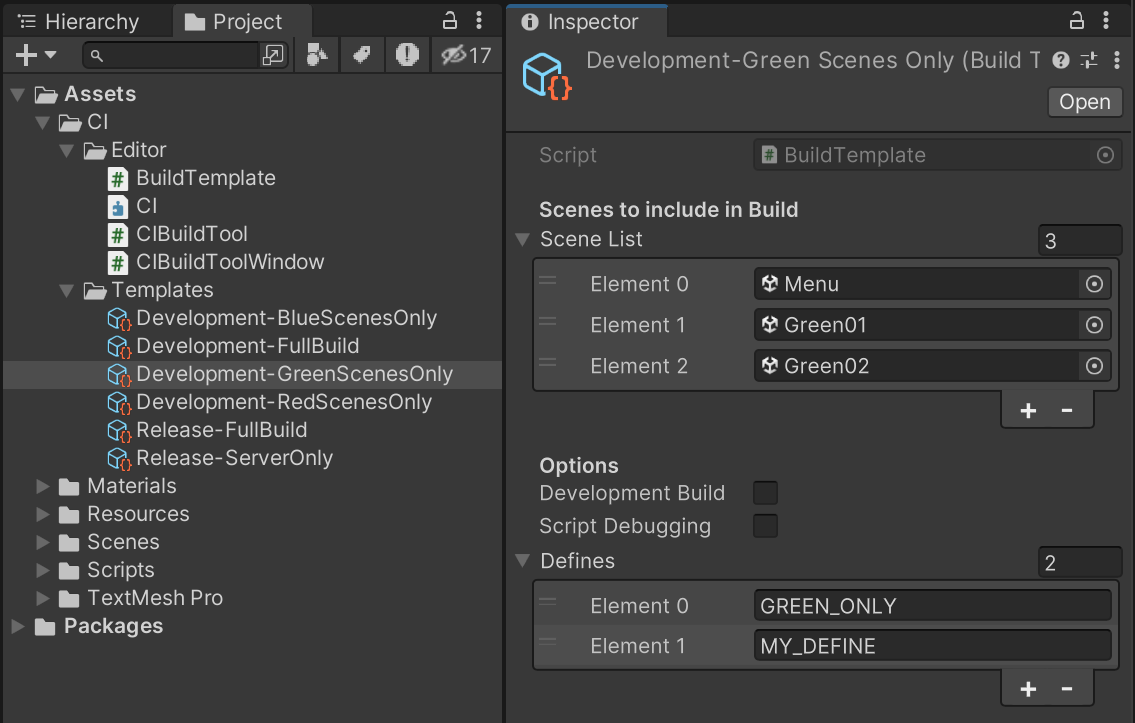 Hierarchy
Project
17
Assets
CI
Editor
BuildTemplate
CI
CIBuildTool
CIBuildToolWindow
Templates
Development-BlueScenesOnly
Development-FullBuild
Development-GreenScenesOnly
Development-RedScenesOnly
Release-FullBuild
Release-ServerOnly
Materials
Resources
Scenes
Scripts
TextMesh Pro
Packages
Inspector
Development-Green Scenes Only (Build T
Open
Script BuildTemplate
Scenes to include in Build
Scene List 3
Element 0 Menu
Element 1 Green01
Element 2 Green02
+ -
Options
Development Build
Script Debugging
Defines 2
Element 0 GREEN_ONLY
Element 1 MY_DEFINE
+ -